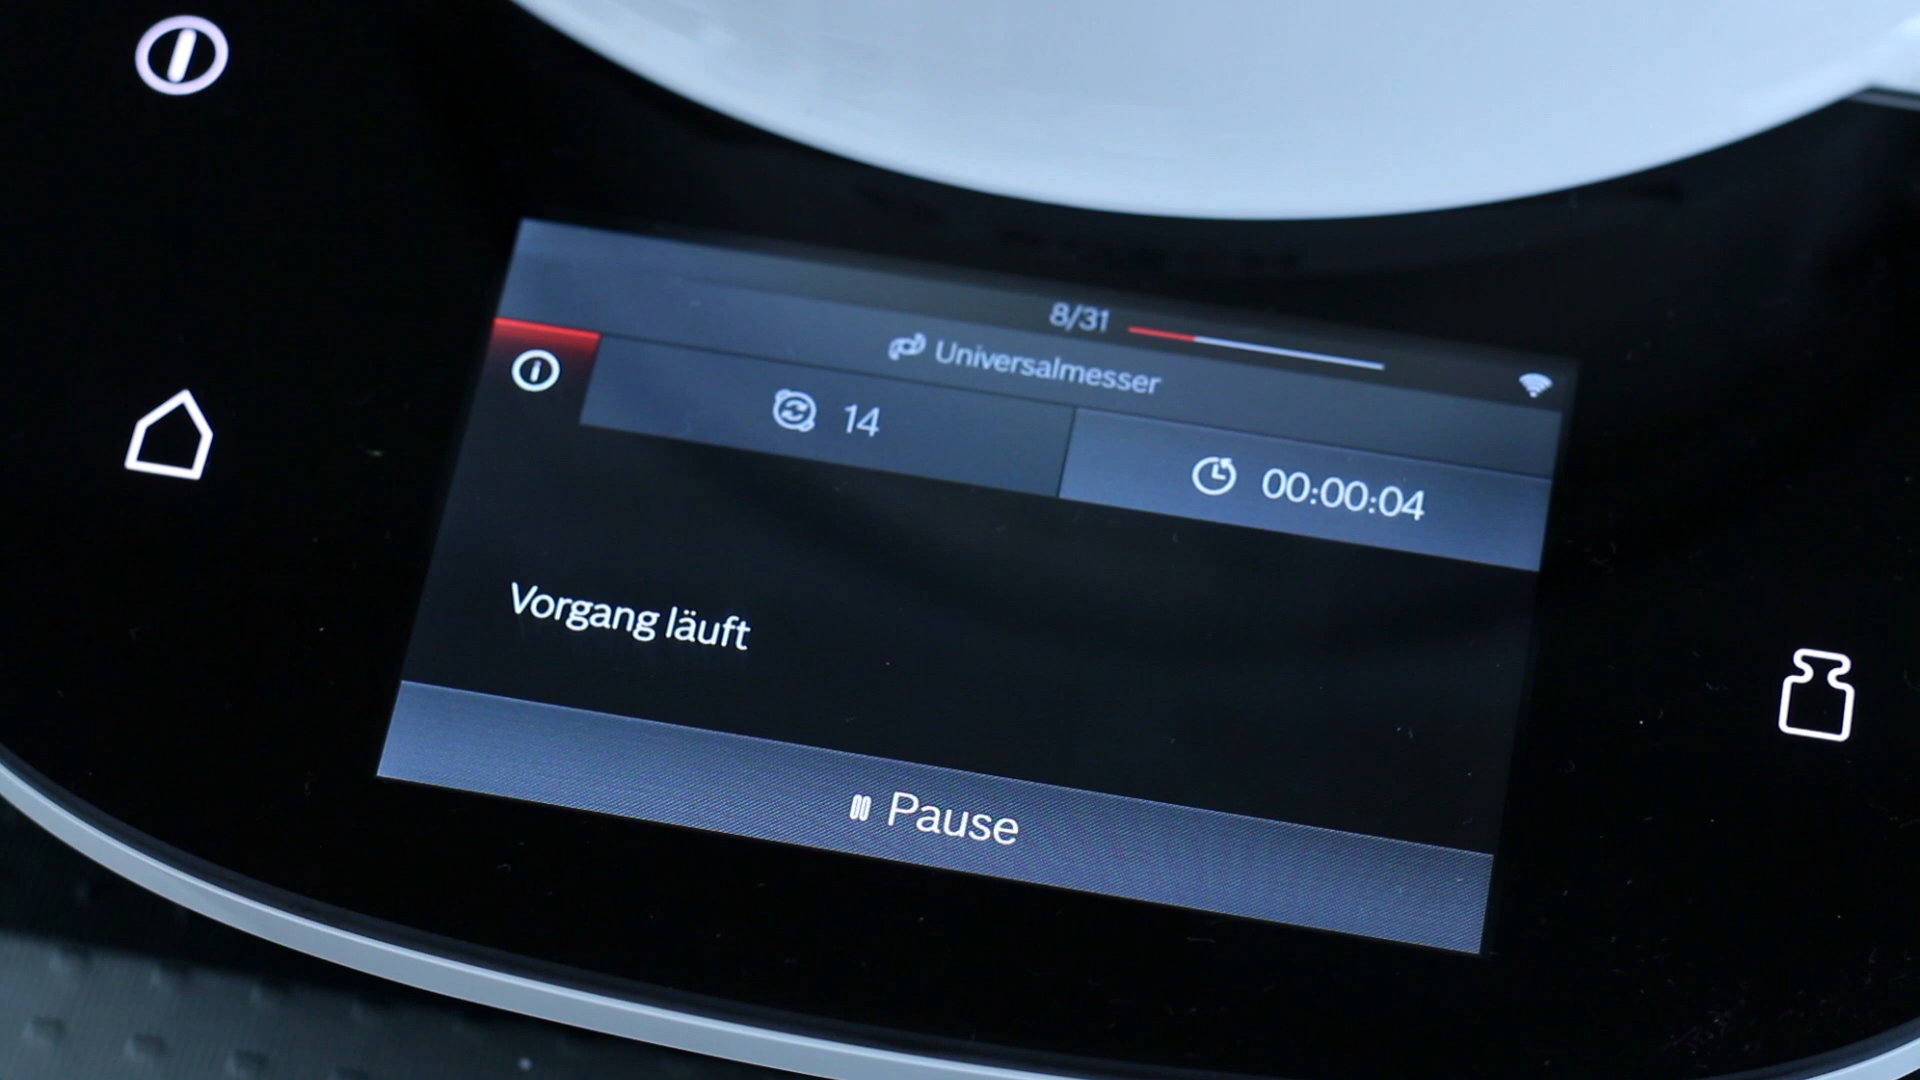 8/31
Universalmesser
14
00:00:04
Vorgang läuft
Pause